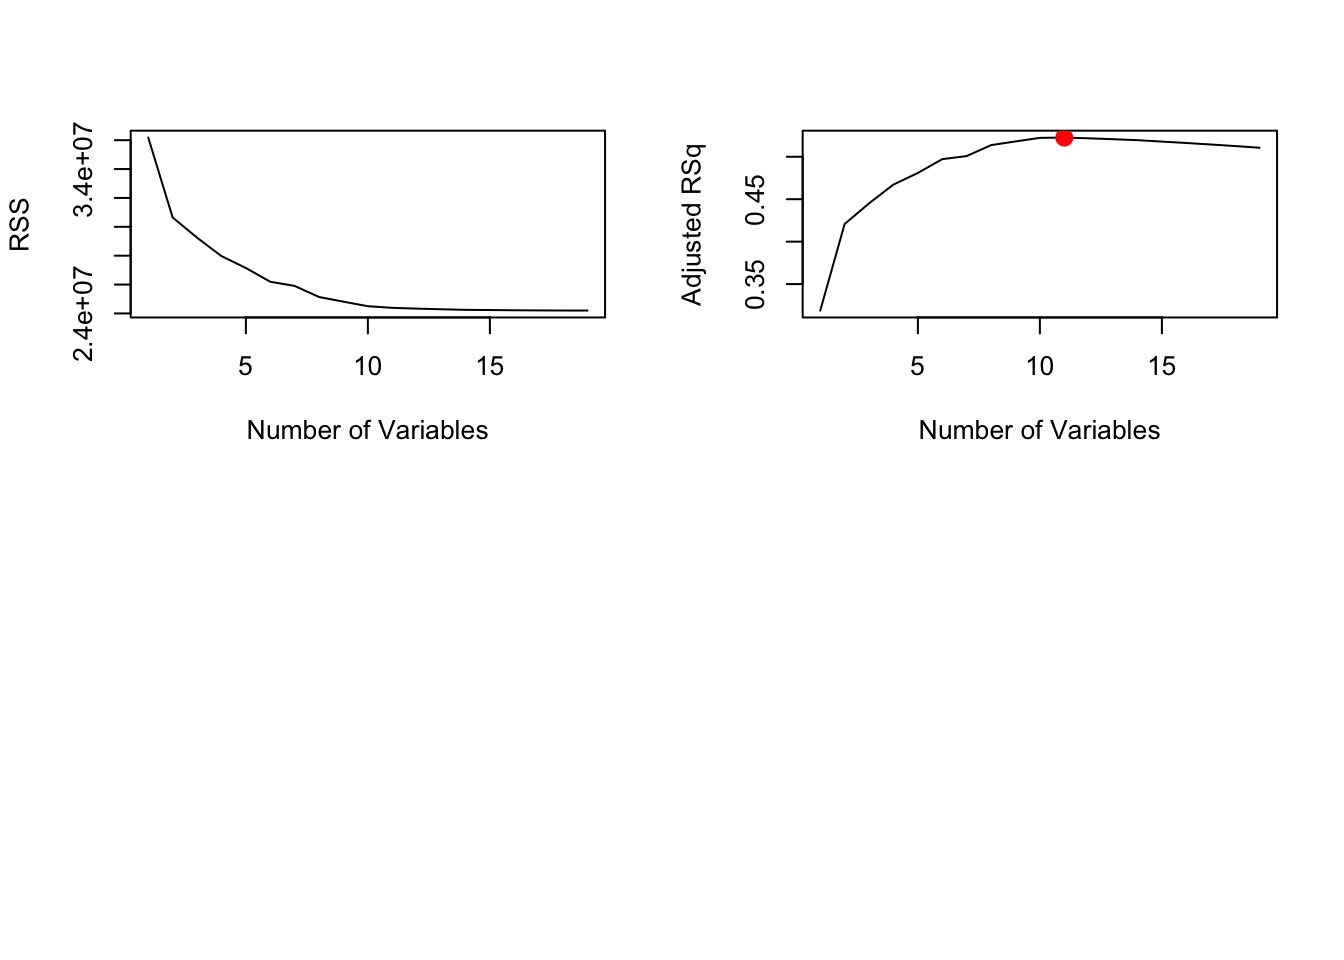 RSS
3.4e+07
2.4e+07
5 10 15
Number of Variables
Adjusted RSq
0.45
0.35
5 10 15
Number of Variables